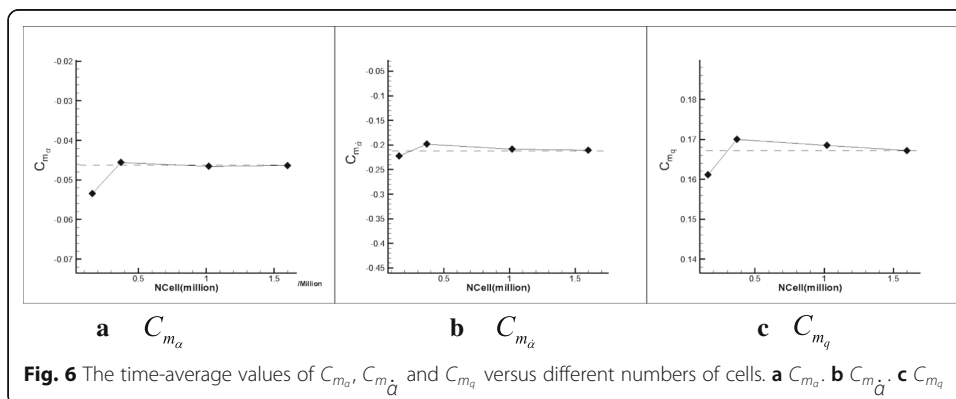 -0.02
-0.03
-0.04
-0.05
-0.06
-0.07
C_{m_α}
0.5 1 1.5
NCell(million)
/Million
-0.05
-0.1
-0.15
-0.2
-0.25
-0.3
-0.35
-0.4
-0.45
C_{m_α̇}
0.5 1 1.5
NCell(million)
0.18
0.17
0.16
0.15
0.14
C_{m_q}
0.5 1 1.5
NCell(million)
a C_{m_α} b C_{m_α̇} c C_{m_q}
Fig. 6 The time-average values of C_{m_α}, C_{m_α̇} and C_{m_q} versus different numbers of cells. a C_{m_α}. b C_{m_α̇}. c C_{m_q}